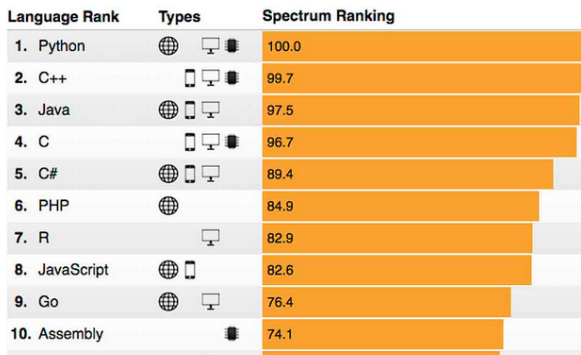 Language Rank Types Spectrum Ranking
1. Python 100.0
2. C++ 99.7
3. Java 97.5
4. C 96.7
5. C# 89.4
6. PHP 84.9
7. R 82.9
8. JavaScript 82.6
9. Go 76.4
10. Assembly 74.1